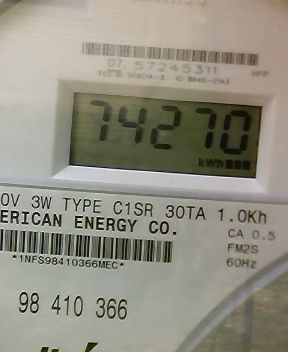 07 57245311
74270
kWh
0V 3W TYPE C1SR 30TA 1.0Kh
ERICAN ENERGY CO.
CA 0.5
FM2S
*1NFS98410366MEC*
60Hz
98 410 366